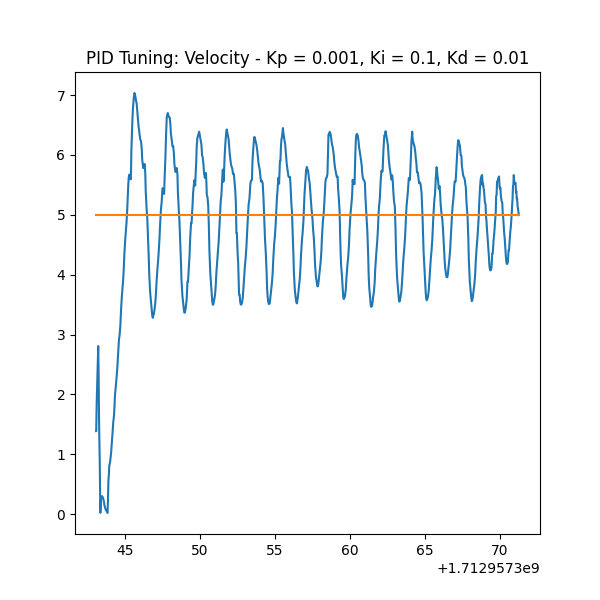 PID Tuning: Velocity - Kp = 0.001, Ki = 0.1, Kd = 0.01
7
6
5
4
3
2
1
0
45 50 55 60 65 70
+1.7129573e9